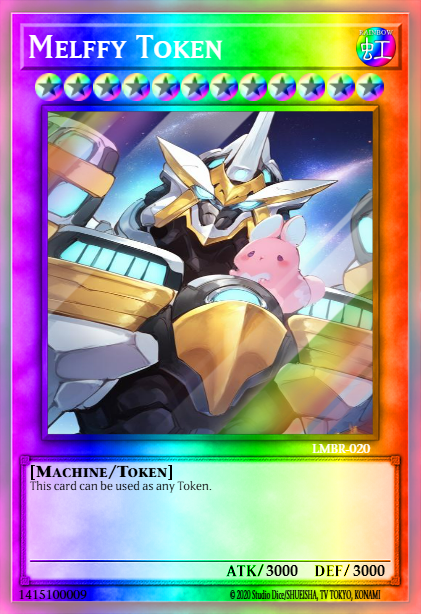 Melffy Token
RAINBOW
虹
LMBR-020
[Machine/Token]
This card can be used as any Token.
ATK/3000 DEF/3000
1415100009
©2020 Studio Dice/SHUEISHA, TV TOKYO, KONAMI